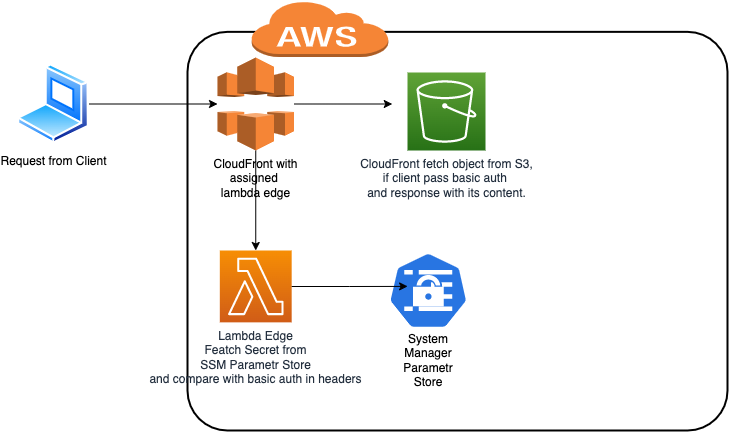 AWS
Request from Client
CloudFront with
assigned
lambda edge
CloudFront fetch object from S3,
if client pass basic auth
and response with its content.
Lambda Edge
Featch Secret from
SSM Parametr Store
and compare with basic auth in headers
System
Manager
Parametr
Store